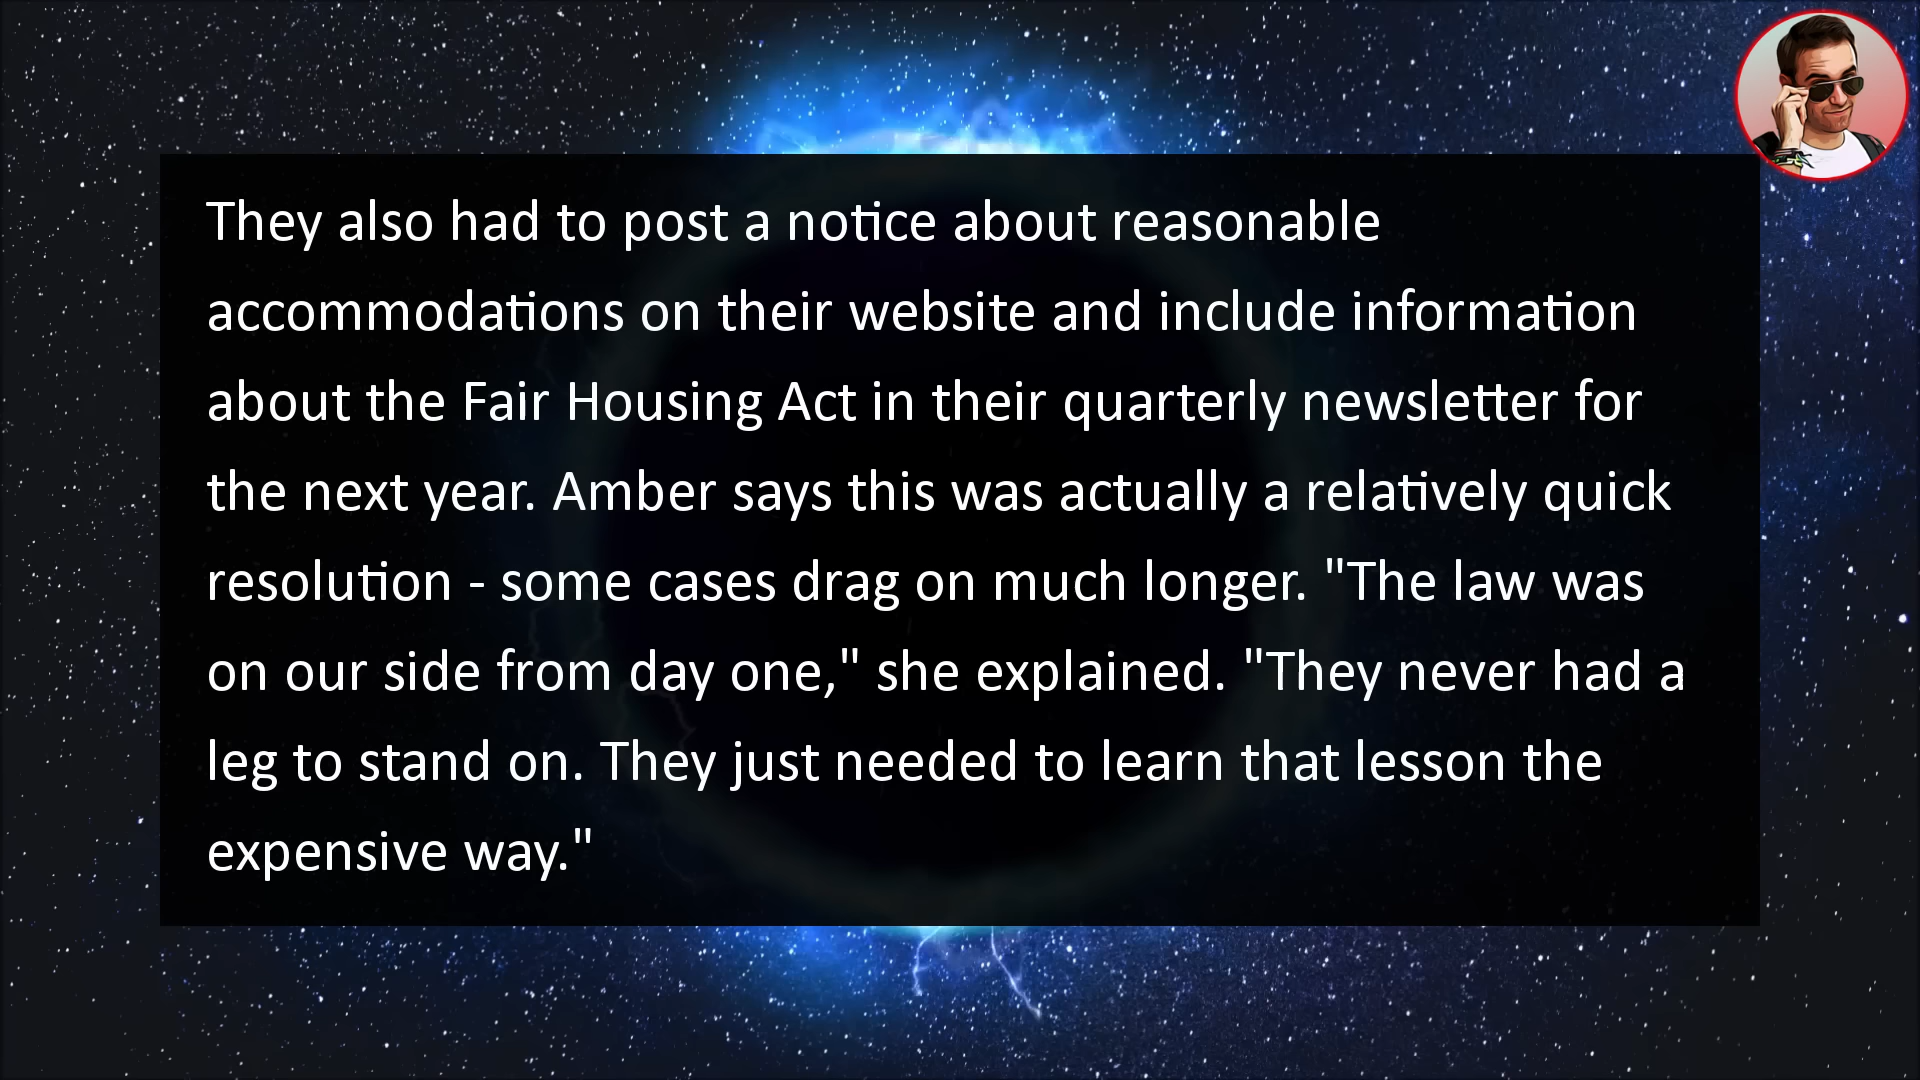 They also had to post a notice about reasonable
accommodations on their website and include information
about the Fair Housing Act in their quarterly newsletter for
the next year. Amber says this was actually a relatively quick
resolution - some cases drag on much longer. "The law was
on our side from day one," she explained. "They never had a
leg to stand on. They just needed to learn that lesson the
expensive way."